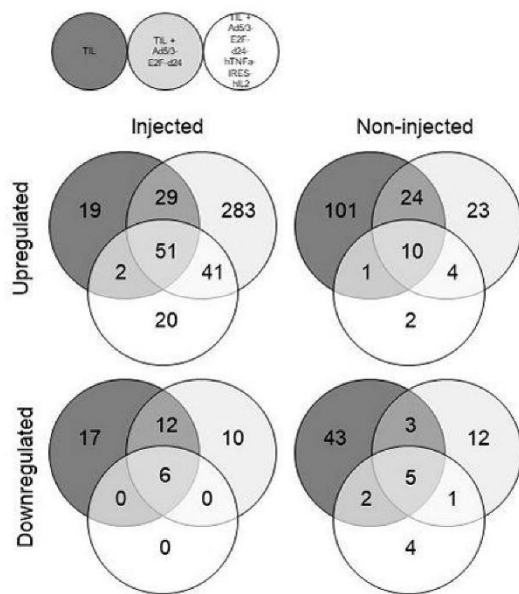 TIL
TIL +
Ad5/3-
E2F-d24
TIL +
Ad5/3-
E2F-
d24-
hTNFa-
IRES-
hIL2
Injected
Non-injected
Upregulated
19 29 283
51
2 41
20
101 24 23
10
1 4
2
Downregulated
17 12 10
6
0 0
0
43 3 12
5
2 1
4